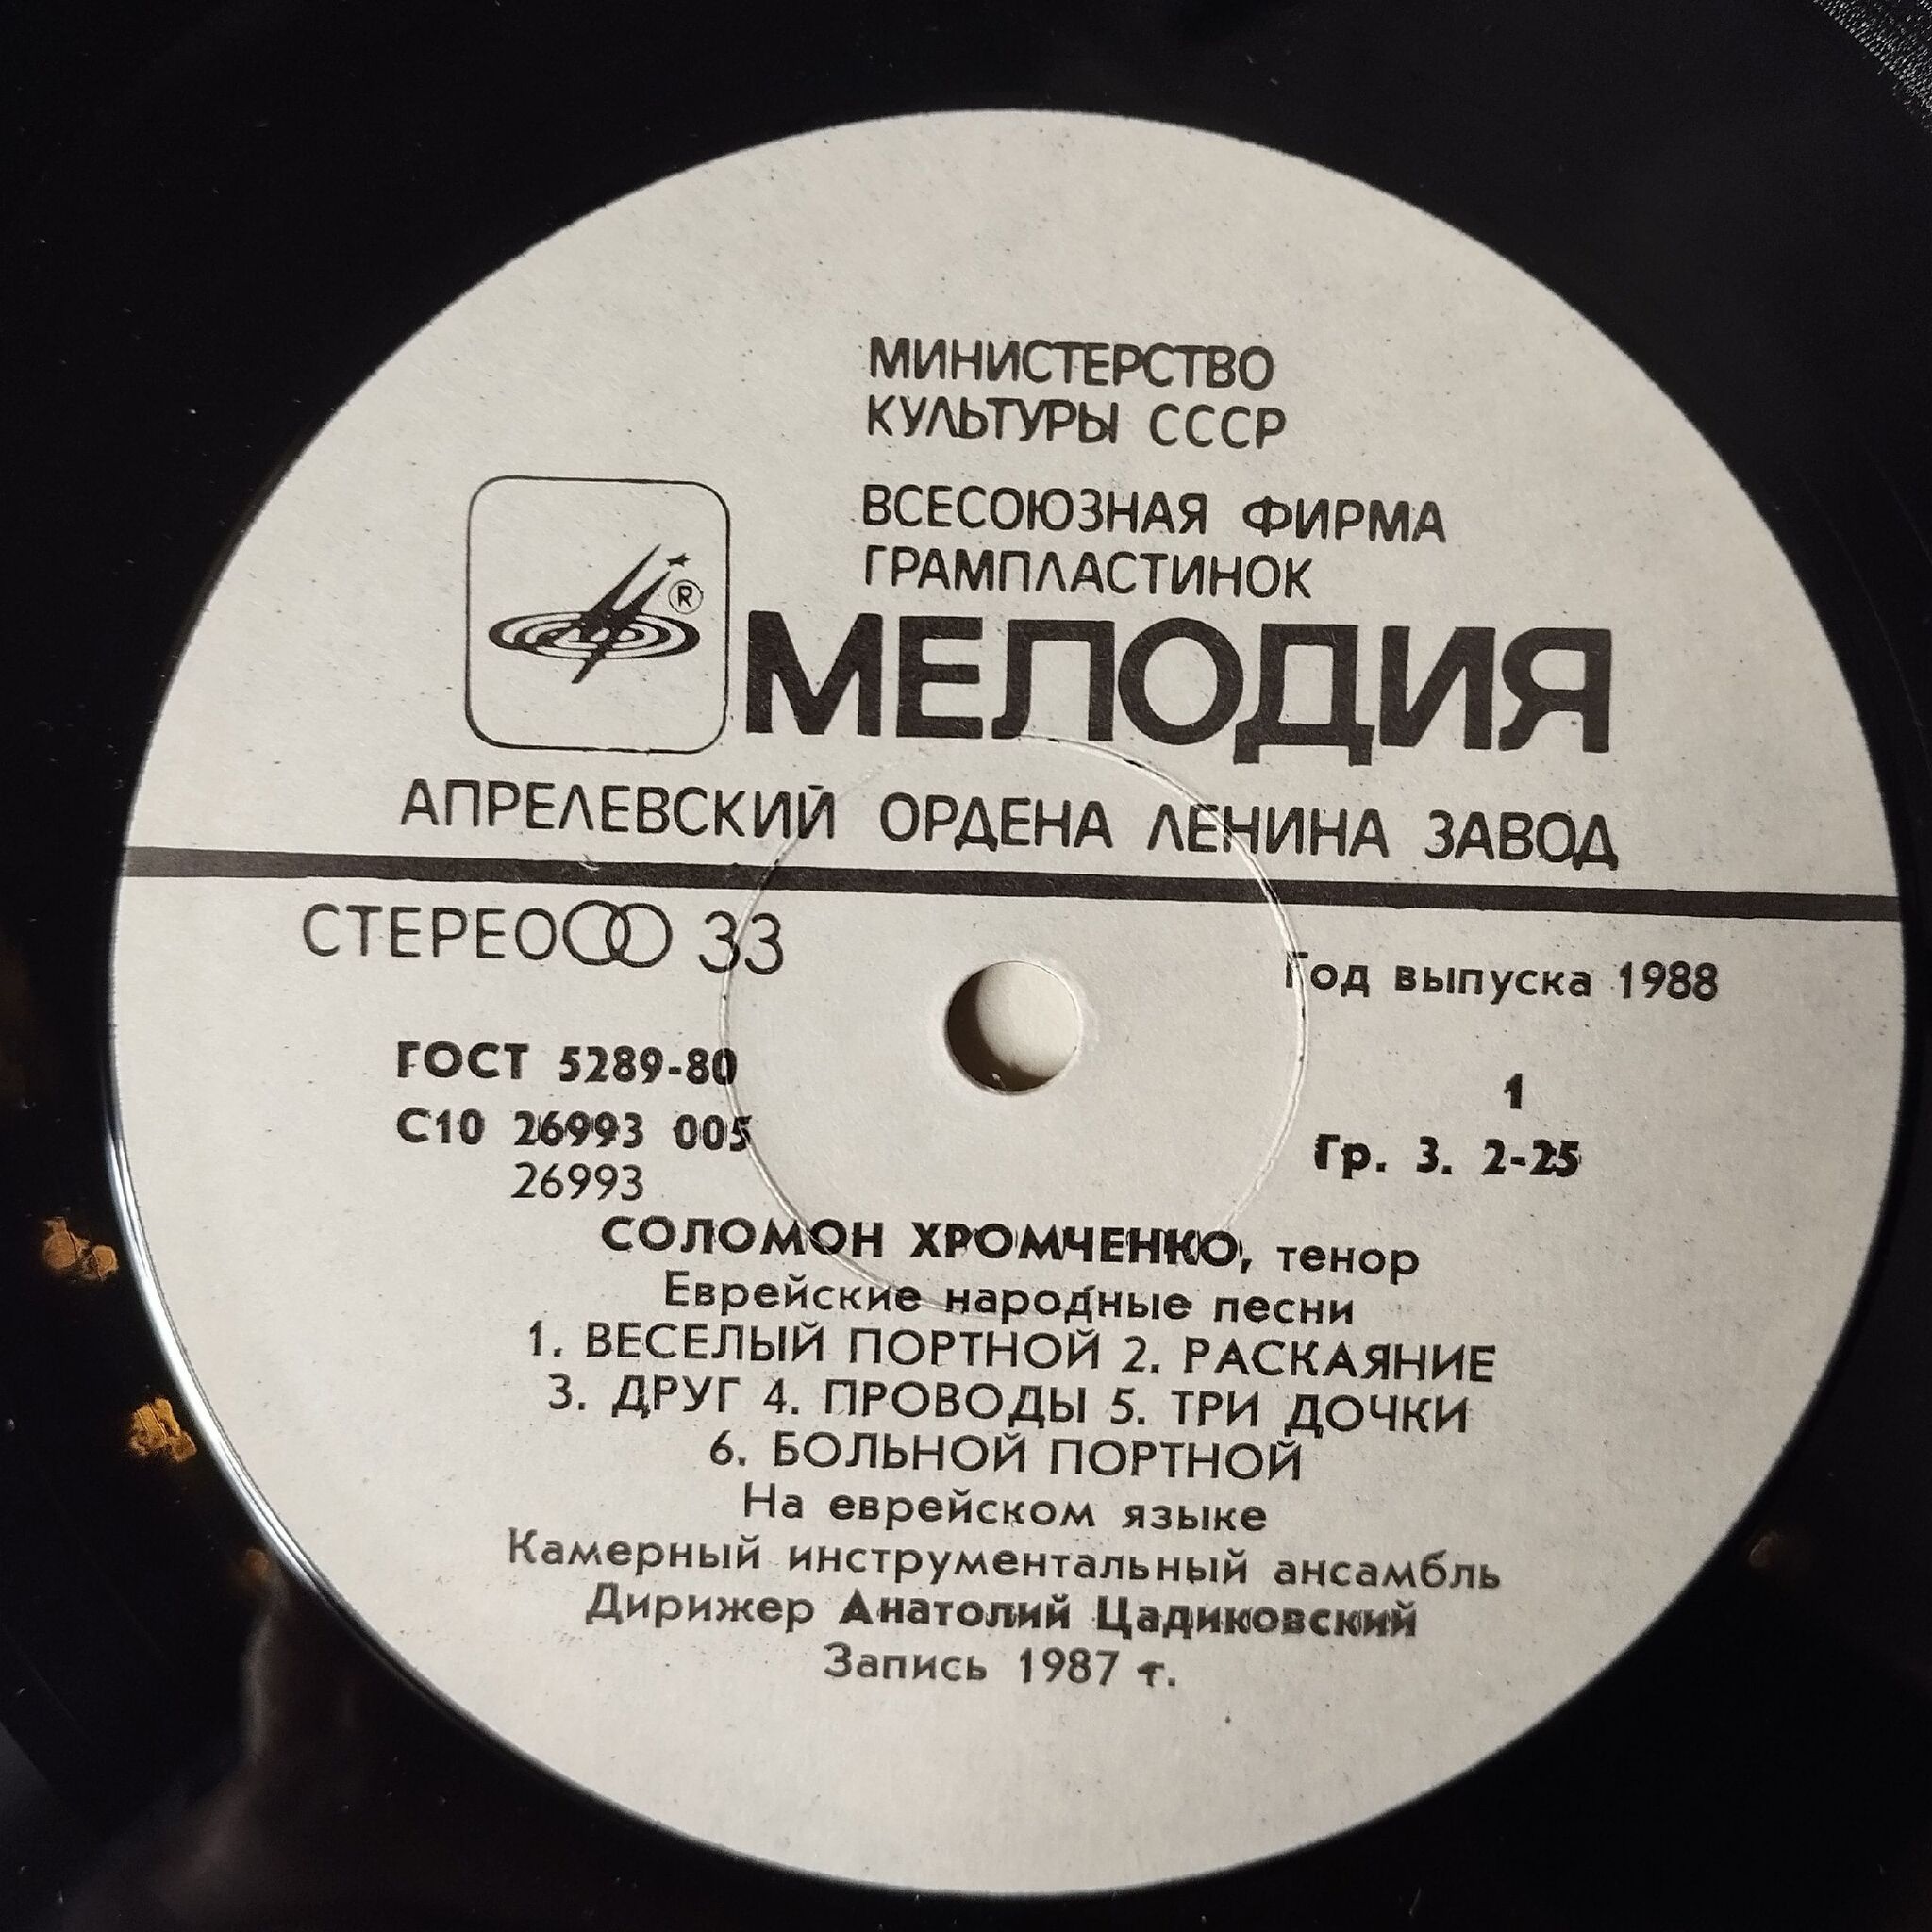 МИНИСТЕРСТВО
КУЛЬТУРЫ СССР
ВСЕСОЮЗНАЯ ФИРМА
ГРАМПЛАСТИНОК
®
МЕЛОДИЯ
АПРЕЛЕВСКИЙ ОРДЕНА ЛЕНИНА ЗАВОД
СТЕРЕО 33
Год выпуска 1988
ГОСТ 5289-80
1
С10 26993 005
Гр. 3. 2-25
26993
СОЛОМОН ХРОМЧЕНКО, тенор
Еврейские народные песни
1. ВЕСЕЛЫЙ ПОРТНОЙ 2. РАСКАЯНИЕ
3. ДРУГ 4. ПРОВОДЫ 5. ТРИ ДОЧКИ
6. БОЛЬНОЙ ПОРТНОЙ
На еврейском языке
Камерный инструментальный ансамбль
Дирижер Анатолий Цадиковский
Запись 1987 г.